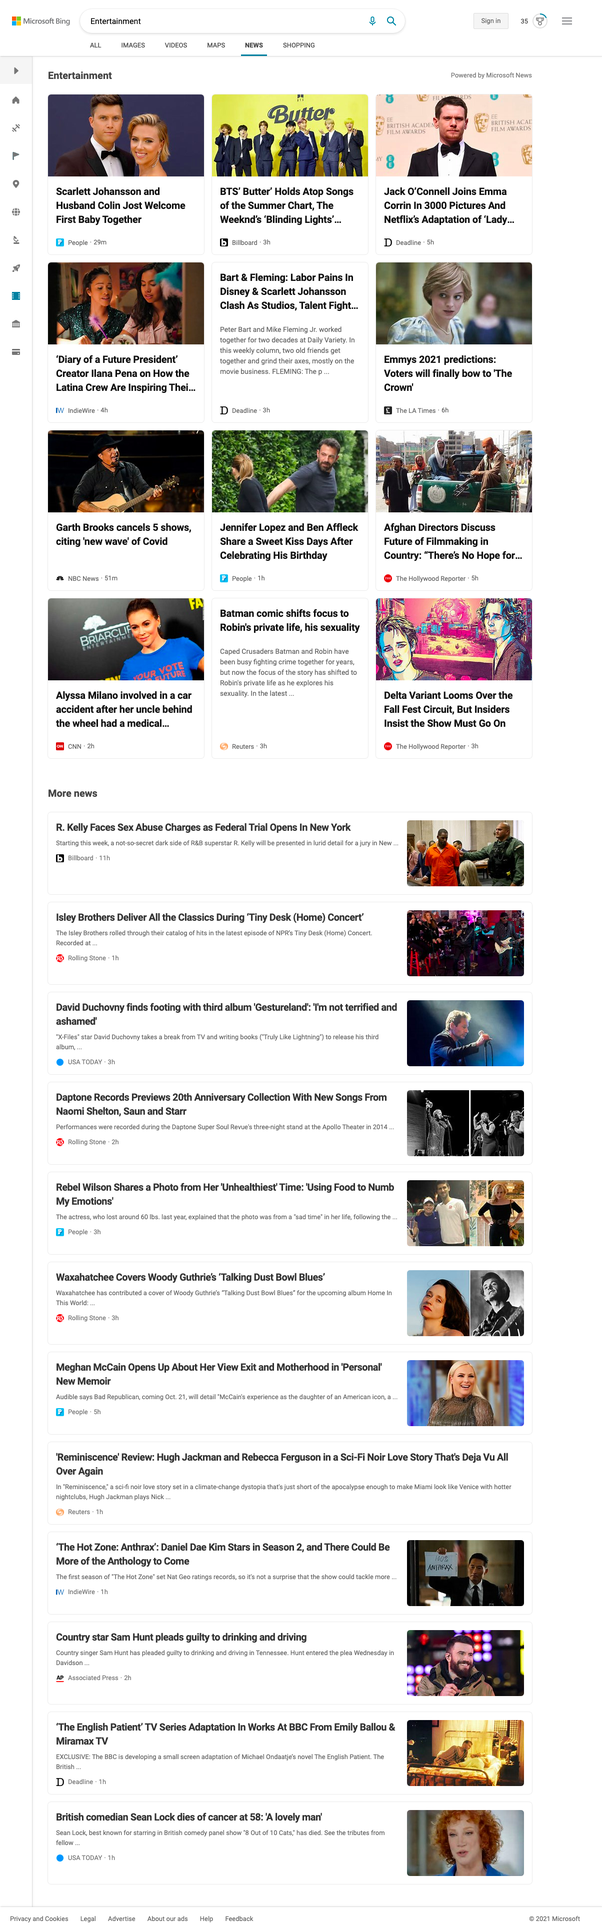 Microsoft Bing
Entertainment
Sign in
35
ALL IMAGES VIDEOS MAPS NEWS SHOPPING
Entertainment
Powered by Microsoft News
Scarlett Johansson and
Husband Colin Jost Welcome
First Baby Together
People · 29m
Butter
BTS' Butter' Holds Atop Songs
of the Summer Chart, The
Weeknd's 'Blinding Lights'...
Billboard · 3h
Jack O'Connell Joins Emma
Corrin In 3000 Pictures And
Netflix's Adaptation of 'Lady...
Deadline · 5h
'Diary of a Future President'
Creator Ilana Pena on How the
Latina Crew Are Inspiring Thei...
IndieWire · 4h
Bart & Fleming: Labor Pains In
Disney & Scarlett Johansson
Clash As Studios, Talent Fight...
Peter Bart and Mike Fleming Jr. worked
together for two decades at Daily Variety. In
this weekly column, two old friends get
together and grind their axes, mostly on the
movie business. FLEMING: The p ...
Deadline · 3h
Emmys 2021 predictions:
Voters will finally bow to 'The
Crown'
The LA Times · 6h
Garth Brooks cancels 5 shows,
citing 'new wave' of Covid
NBC News · 51m
Jennifer Lopez and Ben Affleck
Share a Sweet Kiss Days After
Celebrating His Birthday
People · 1h
Afghan Directors Discuss
Future of Filmmaking in
Country: "There's No Hope for...
The Hollywood Reporter · 5h
BRIARCLIF
ENTERTAINMENT
YOUR VOTE
Alyssa Milano involved in a car
accident after her uncle behind
the wheel had a medical...
CNN · 2h
Batman comic shifts focus to
Robin's private life, his sexuality
Caped Crusaders Batman and Robin have
been busy fighting crime together for years,
but now the focus of the story has shifted to
Robin's private life as he explores his
sexuality. In the latest ...
Reuters · 3h
Delta Variant Looms Over the
Fall Fest Circuit, But Insiders
Insist the Show Must Go On
The Hollywood Reporter · 3h
More news
R. Kelly Faces Sex Abuse Charges as Federal Trial Opens In New York
Starting this week, a not-so-secret dark side of R&B superstar R. Kelly will be presented in lurid detail for a jury in New ...
Billboard · 11h
Isley Brothers Deliver All the Classics During 'Tiny Desk (Home) Concert'
The Isley Brothers rolled through their catalog of hits in the latest episode of NPR's Tiny Desk (Home) Concert.
Recorded at ...
Rolling Stone · 1h
David Duchovny finds footing with third album 'Gestureland': 'I'm not terrified and
ashamed'
"X-Files" star David Duchovny takes a break from TV and writing books ("Truly Like Lightning") to release his third
album, ...
USA TODAY · 3h
Daptone Records Previews 20th Anniversary Collection With New Songs From
Naomi Shelton, Saun and Starr
Performances were recorded during the Daptone Super Soul Revue's three-night stand at the Apollo Theater in 2014 ...
Rolling Stone · 2h
Rebel Wilson Shares a Photo from Her 'Unhealthiest' Time: 'Using Food to Numb
My Emotions'
The actress, who lost around 60 lbs. last year, explained that the photo was from a "sad time" in her life, following the ...
People · 3h
Waxahatchee Covers Woody Guthrie's 'Talking Dust Bowl Blues'
Waxahatchee has contributed a cover of Woody Guthrie's "Talking Dust Bowl Blues" for the upcoming album Home In
This World: ...
Rolling Stone · 3h
Meghan McCain Opens Up About Her View Exit and Motherhood in 'Personal'
New Memoir
Audible says Bad Republican, coming Oct. 21, will detail "McCain's experience as the daughter of an American icon, a ...
People · 5h
'Reminiscence' Review: Hugh Jackman and Rebecca Ferguson in a Sci-Fi Noir Love Story That's Deja Vu All
Over Again
In "Reminiscence," a sci-fi noir love story set in a climate-change dystopia that's just short of the apocalypse enough to make Miami look like Venice with hotter
nightclubs, Hugh Jackman plays Nick ...
Reuters · 1h
'The Hot Zone: Anthrax': Daniel Dae Kim Stars in Season 2, and There Could Be
More of the Anthology to Come
The first season of "The Hot Zone" set Nat Geo ratings records, so it's not a surprise that the show could tackle more ...
IndieWire · 1h
ANTHRAX
Country star Sam Hunt pleads guilty to drinking and driving
Country singer Sam Hunt has pleaded guilty to drinking and driving in Tennessee. Hunt entered the plea Wednesday in
Davidson ...
Associated Press · 2h
'The English Patient' TV Series Adaptation In Works At BBC From Emily Ballou &
Miramax TV
EXCLUSIVE: The BBC is developing a small screen adaptation of Michael Ondaatje's novel The English Patient. The
British ...
Deadline · 1h
British comedian Sean Lock dies of cancer at 58: 'A lovely man'
Sean Lock, best known for starring in British comedy panel show "8 Out of 10 Cats," has died. See the tributes from
fellow ...
USA TODAY · 1h
Privacy and Cookies Legal Advertise About our ads Help Feedback
© 2021 Microsoft